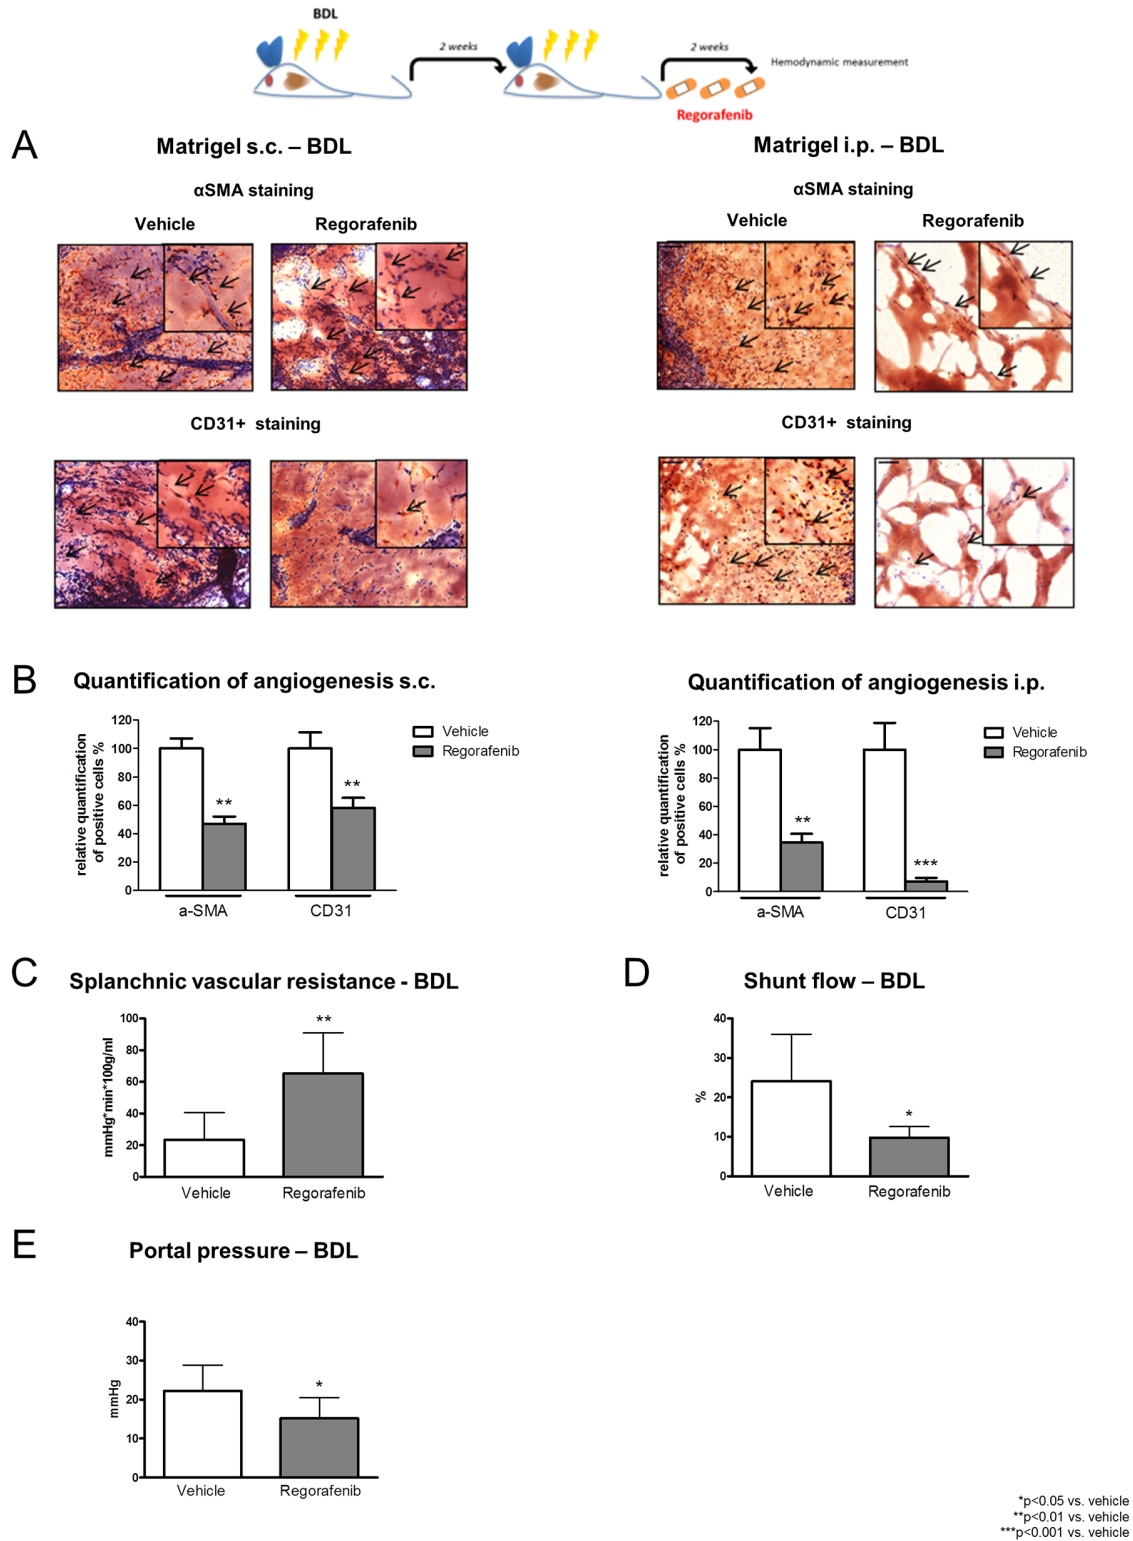 BDL
2 weeks
2 weeks
Hemodynamic measurement
Regorafenib
A
Matrigel s.c. – BDL
Matrigel i.p. – BDL
αSMA staining
αSMA staining
Vehicle
Regorafenib
Vehicle
Regorafenib
CD31+ staining
CD31+ staining
B
Quantification of angiogenesis s.c.
Quantification of angiogenesis i.p.
relative quantification
of positive cells %
120
100
80
60
40
20
0
**
**
a-SMA
CD31
Vehicle
Regorafenib
relative quantification
of positive cells %
120
100
80
60
40
20
0
**
***
a-SMA
CD31
Vehicle
Regorafenib
C
Splanchnic vascular resistance - BDL
mmHg*min*100g/ml
100
80
60
40
20
0
**
Vehicle
Regorafenib
D
Shunt flow – BDL
%
40
30
20
10
0
*
Vehicle
Regorafenib
E
Portal pressure – BDL
mmHg
40
30
20
10
0
*
Vehicle
Regorafenib
*p<0.05 vs. vehicle
**p<0.01 vs. vehicle
***p<0.001 vs. vehicle